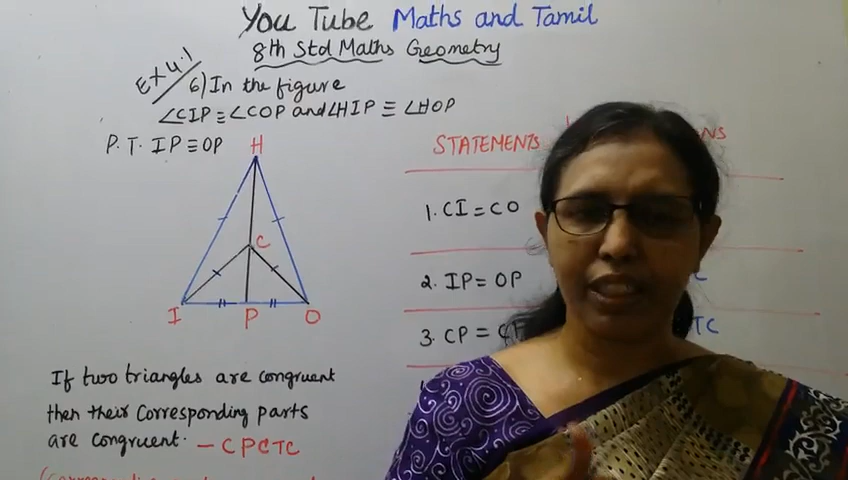 You Tube Maths and Tamil
8th Std Maths Geometry
Ex 4.1
6) In the figure
∠CIP ≡ ∠COP and ∠HIP ≡ ∠HOP
P.T. IP ≡ OP
H
C
I P O
If two triangles are congruent
then their corresponding parts
are congruent. – CPCTC
STATEMENTS
1. CI = CO
2. IP = OP
3. CP =
TC